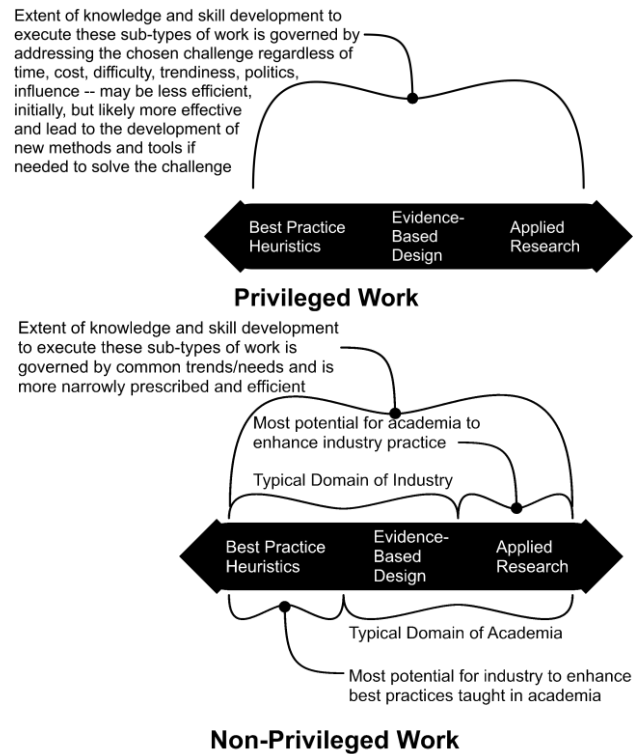 Extent of knowledge and skill development to
execute these sub-types of work is governed by
addressing the chosen challenge regardless of
time, cost, difficulty, trendiness, politics,
influence -- may be less efficient,
initially, but likely more effective
and lead to the development of
new methods and tools if
needed to solve the challenge
Best Practice
Heuristics
Evidence-
Based
Design
Applied
Research
Privileged Work
Extent of knowledge and skill development
to execute these sub-types of work is
governed by common trends/needs and is
more narrowly prescribed and efficient
Most potential for academia to
enhance industry practice
Typical Domain of Industry
Best Practice
Heuristics
Evidence-
Based
Design
Applied
Research
Typical Domain of Academia
Most potential for industry to enhance
best practices taught in academia
Non-Privileged Work